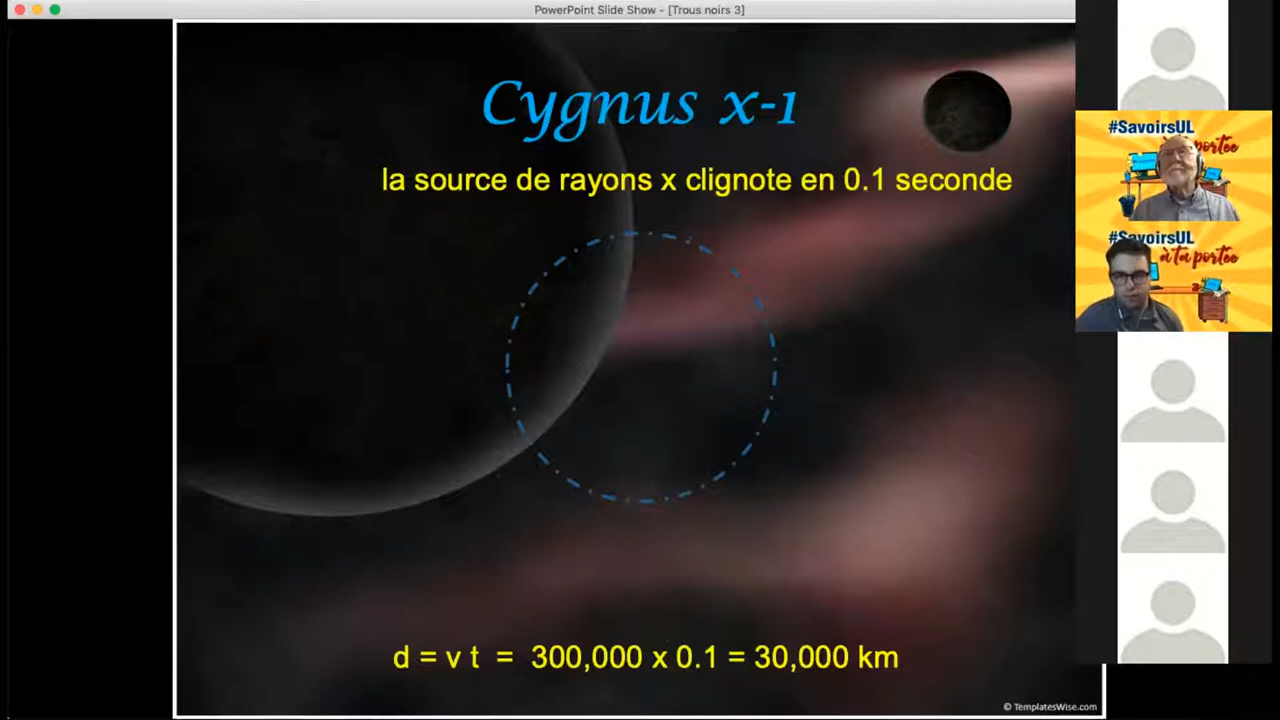 PowerPoint Slide Show - [Trous noirs 3]
Cygnus x-1
la source de rayons x clignote en 0.1 seconde
d = v t = 300,000 x 0.1 = 30,000 km
© TemplatesWise.com
#SavoirsUL
portée
#SavoirsUL
à ta portée